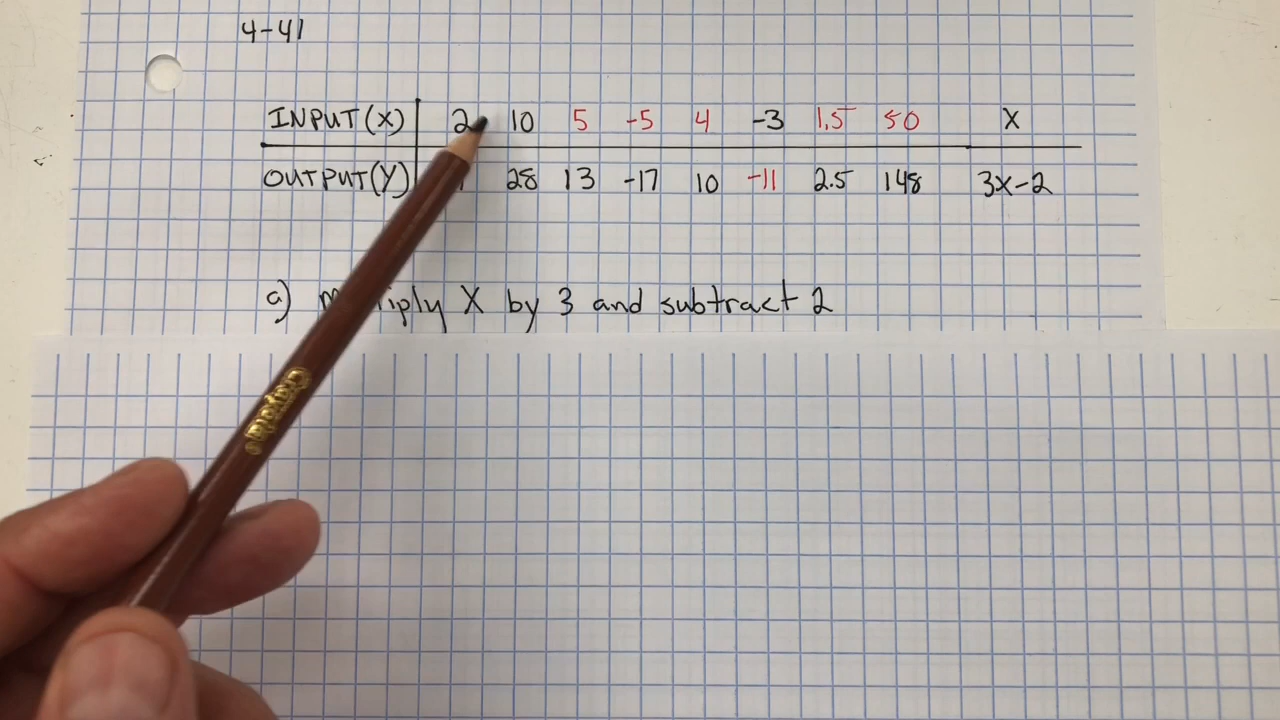 4-41
INPUT(X) 2 10 5 -5 4 -3 1.5 50 X
OUTPUT(Y) 28 13 -17 10 -11 2.5 148 3X-2
a) X by 3 and subtract 2
Crayola